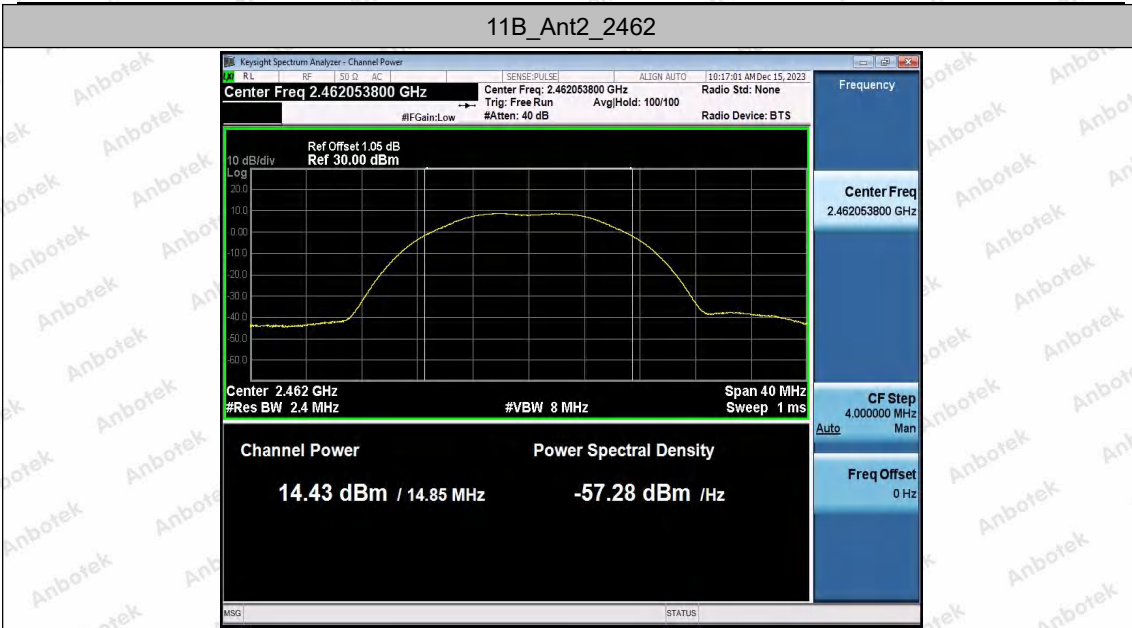 11B_Ant2_2462
Keysight Spectrum Analyzer - Channel Power
LXI RL RF 50 Ω AC SENSE:PULSE ALIGN AUTO 10:17:01 AM Dec 15, 2023
Center Freq 2.462053800 GHz
Center Freq: 2.462053800 GHz Radio Std: None
Trig: Free Run Avg|Hold: 100/100
#IFGain:Low #Atten: 40 dB Radio Device: BTS
Ref Offset 1.05 dB
10 dB/div Ref 30.00 dBm
Log
20.0
10.0
0.00
-10.0
-20.0
-30.0
-40.0
-50.0
-60.0
Center 2.462 GHz Span 40 MHz
#Res BW 2.4 MHz #VBW 8 MHz Sweep 1 ms
Channel Power Power Spectral Density
14.43 dBm / 14.85 MHz -57.28 dBm /Hz
MSG STATUS
Frequency
Center Freq
2.462053800 GHz
CF Step
4.000000 MHz
Auto Man
Freq Offset
0 Hz
Anbotek